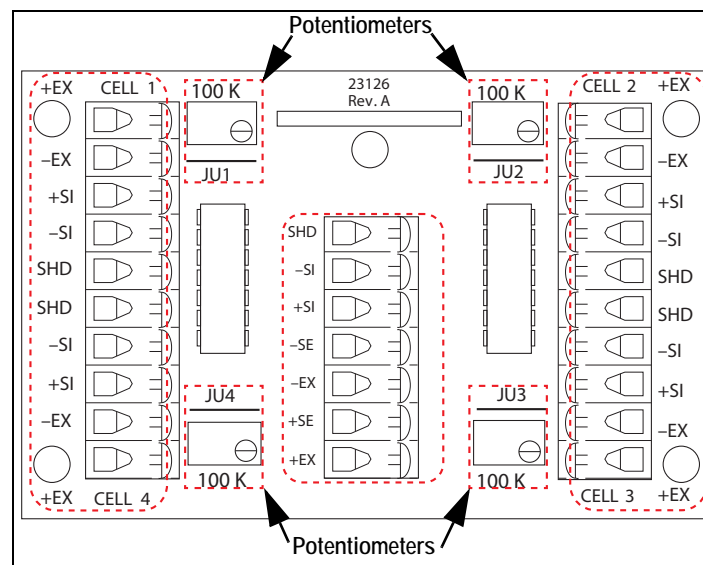 Potentiometers
+EX CELL 1 100 K 23126 100 K CELL 2 +EX
Rev. A
–EX JU1 JU2 –EX
+SI +SI
–SI SHD –SI
SHD –SI SHD
SHD +SI SHD
–SI –SE –SI
+SI –EX +SI
JU4 JU3
–EX +SE –EX
+EX
100 K 100 K
+EX CELL 4 CELL 3 +EX
Potentiometers